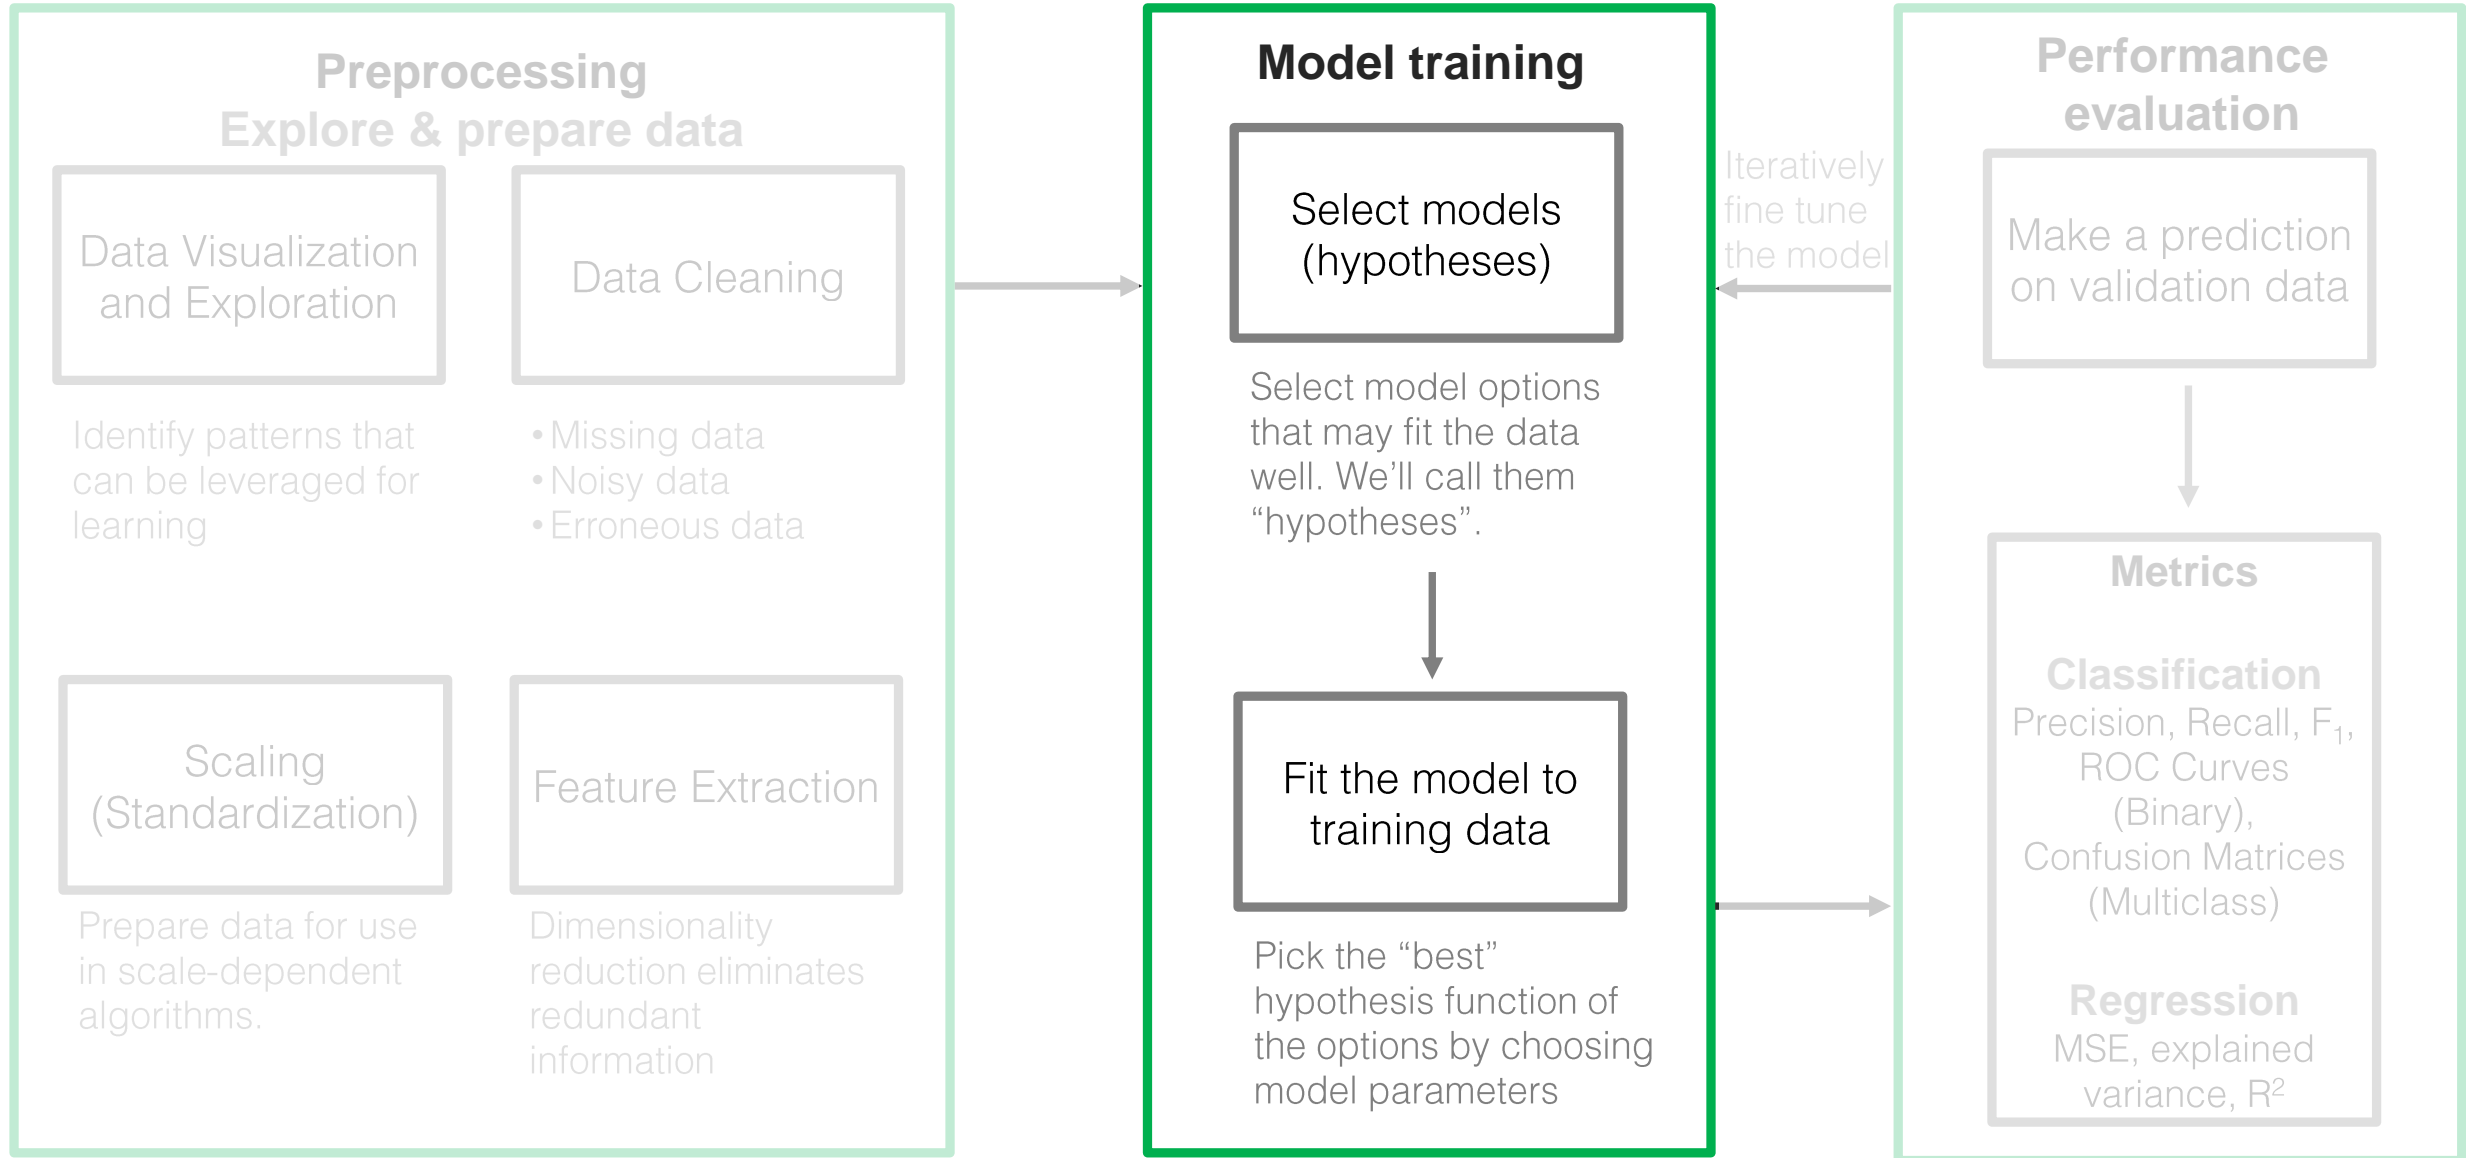 Preprocessing
Explore & prepare data
Data Visualization
and Exploration
Identify patterns that
can be leveraged for
learning
Data Cleaning
• Missing data
• Noisy data
• Erroneous data
Scaling
(Standardization)
Prepare data for use
in scale-dependent
algorithms.
Feature Extraction
Dimensionality
reduction eliminates
redundant
information
Model training
Select models
(hypotheses)
Select model options
that may fit the data
well. We’ll call them
“hypotheses”.
Fit the model to
training data
Pick the “best”
hypothesis function of
the options by choosing
model parameters
Iteratively
fine tune
the model
Performance
evaluation
Make a prediction
on validation data
Metrics
Classification
Precision, Recall, F₁,
ROC Curves
(Binary),
Confusion Matrices
(Multiclass)
Regression
MSE, explained
variance, R²